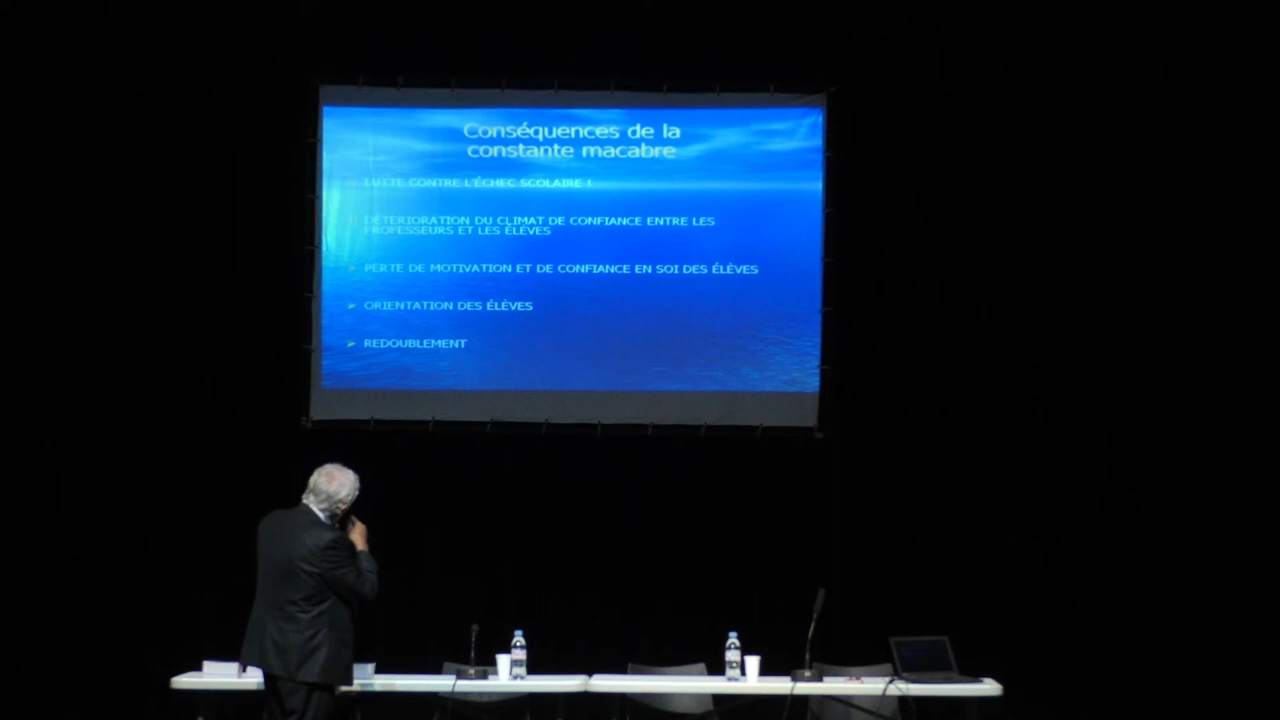 Conséquences de la
constante macabre
LUTTE CONTRE L'ÉCHEC SCOLAIRE !
DÉTERIORATION DU CLIMAT DE CONFIANCE ENTRE LES
PROFESSEURS ET LES ÉLÈVES
PERTE DE MOTIVATION ET DE CONFIANCE EN SOI DES ÉLÈVES
ORIENTATION DES ÉLÈVES
REDOUBLEMENT